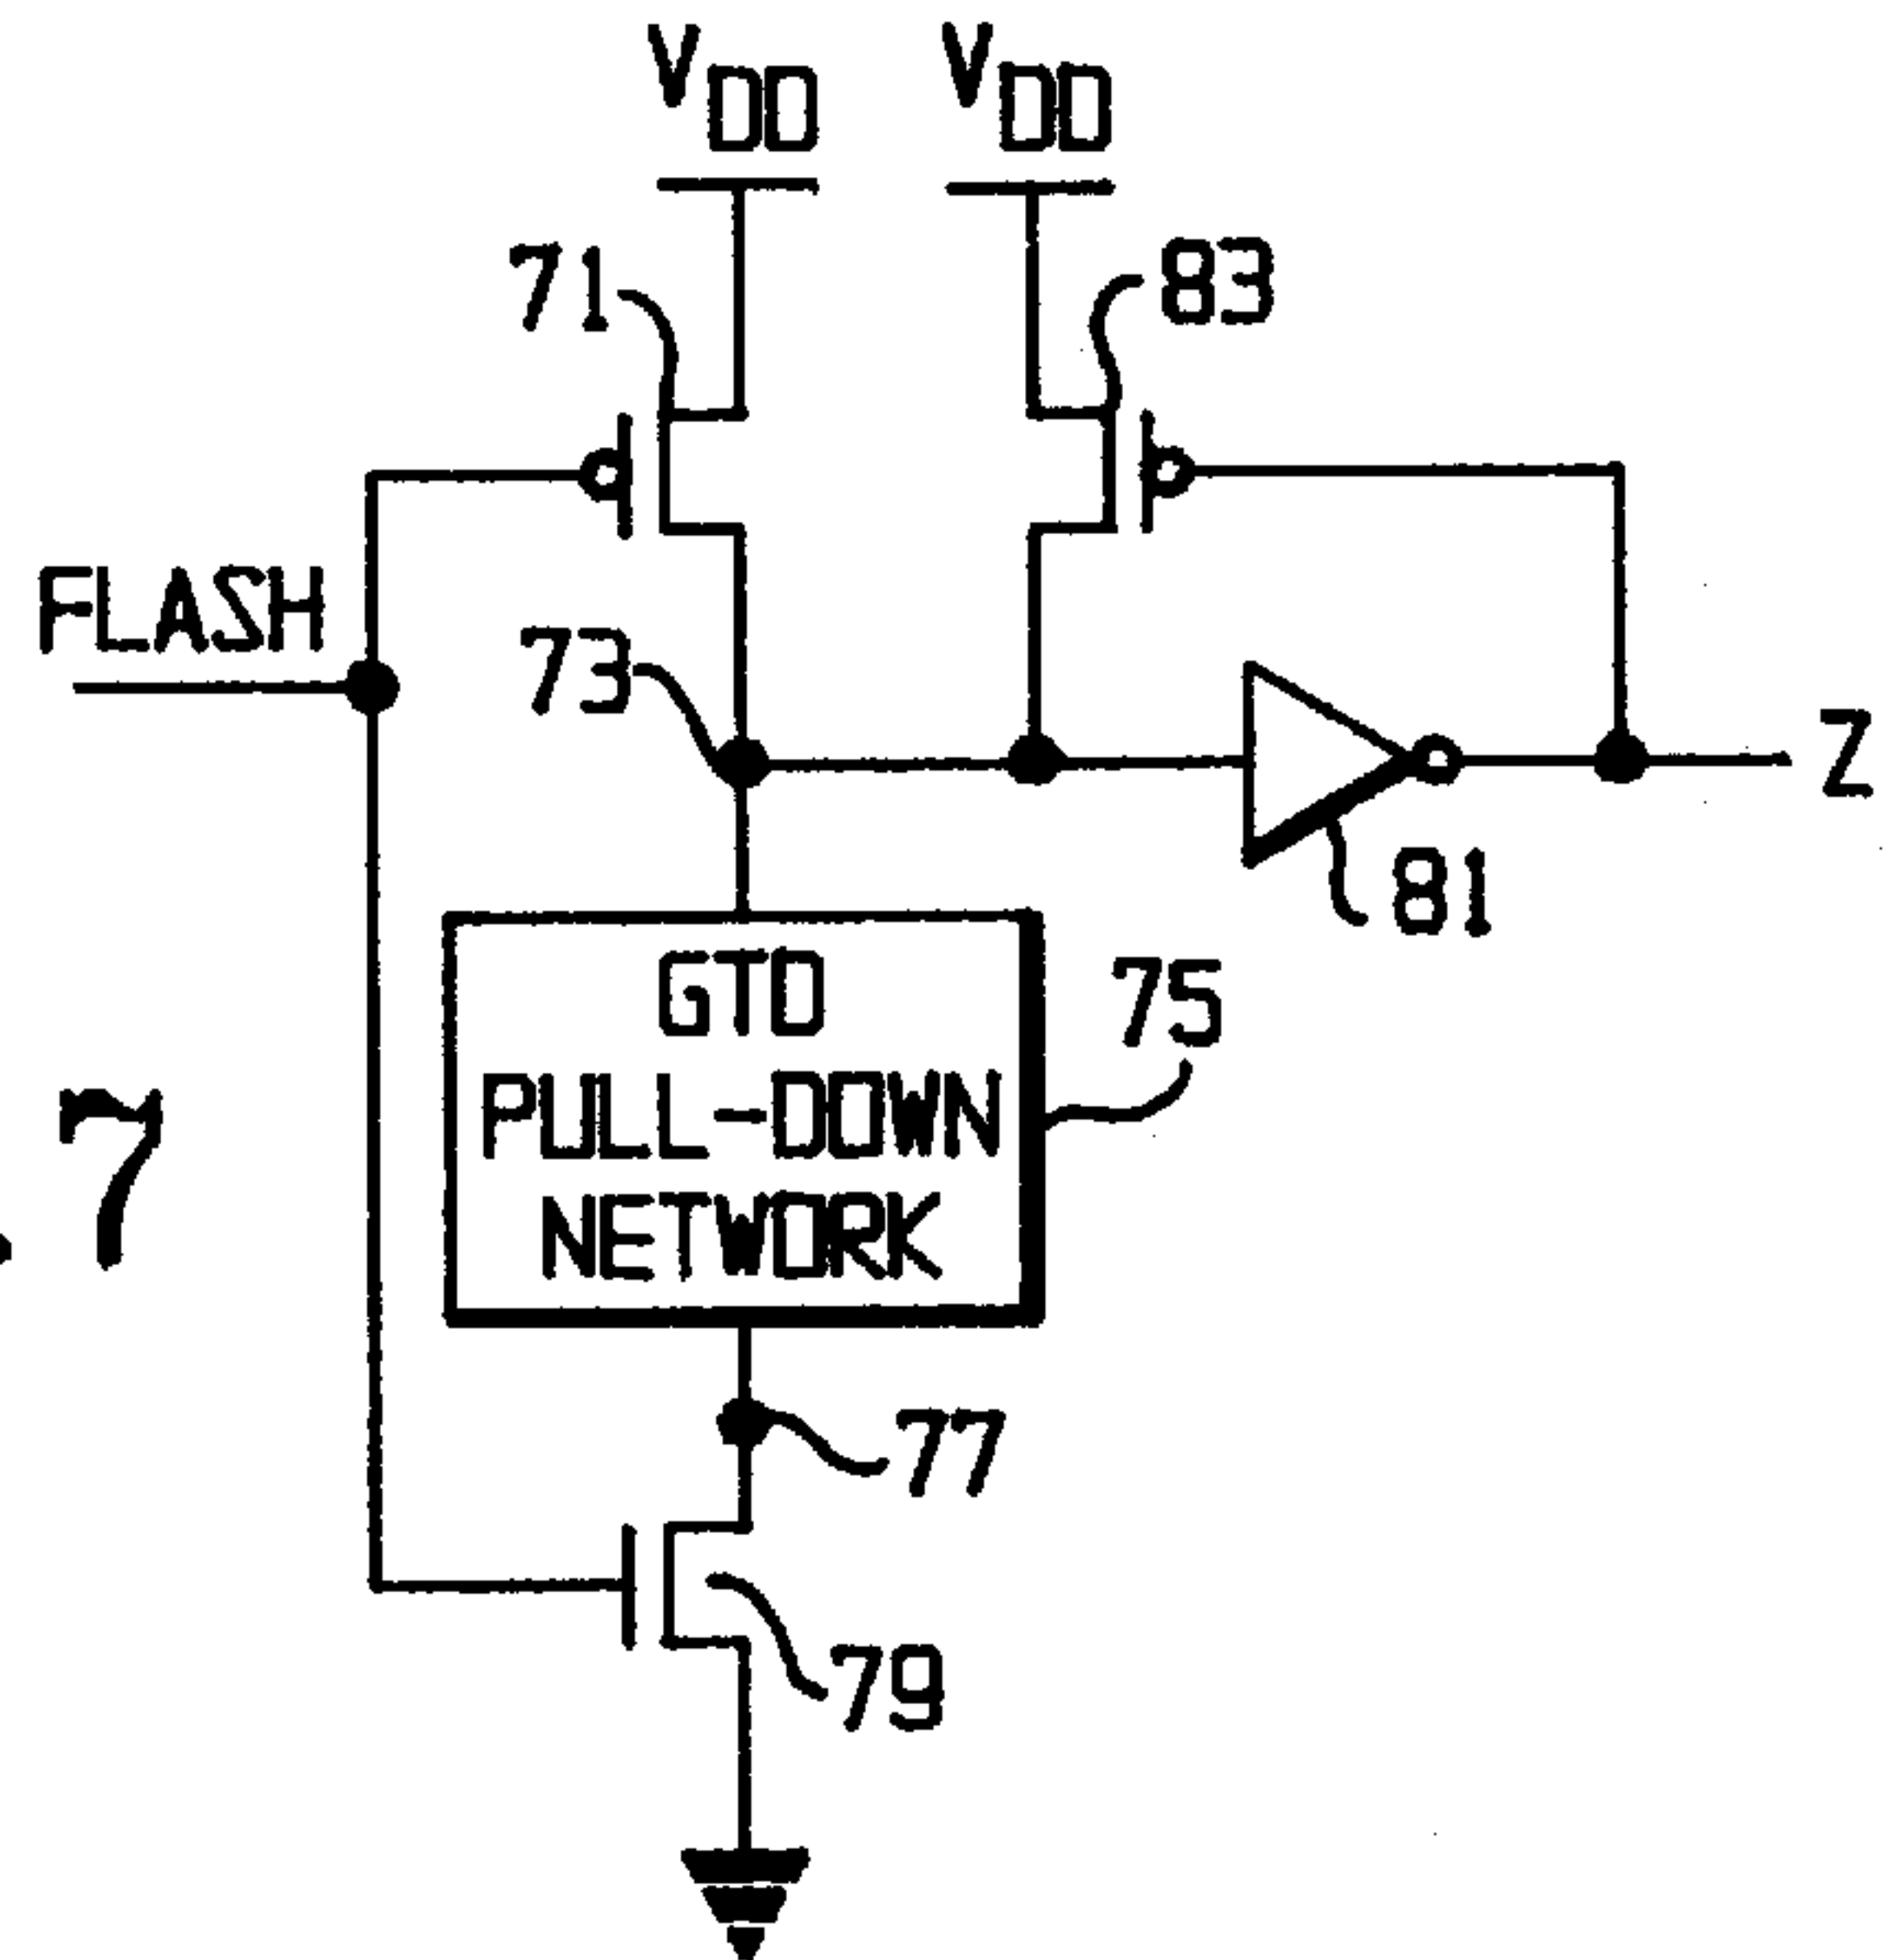 VDD VDD
71
83
FLASH
73
Z
81
GTD
75
PULL-DOWN
NETWORK
. 7
77
79